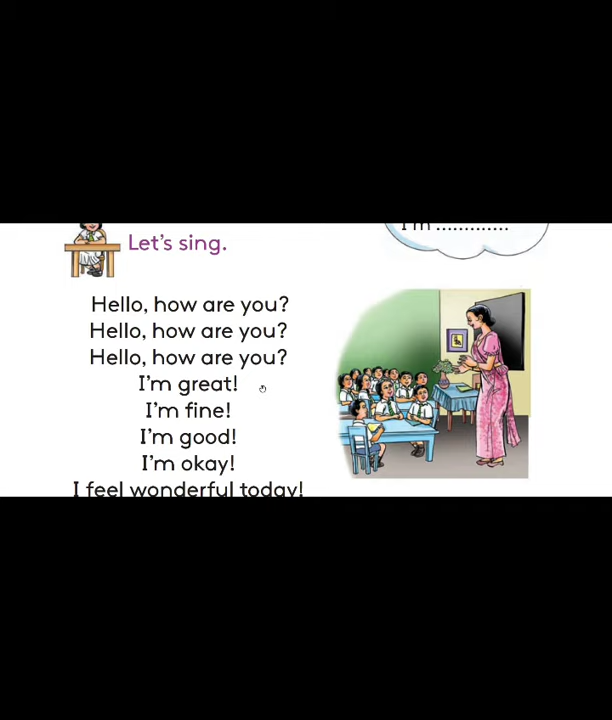 I'm .............
Let's sing.
Hello, how are you?
Hello, how are you?
Hello, how are you?
I'm great!
I'm fine!
I'm good!
I'm okay!
I feel wonderful today!